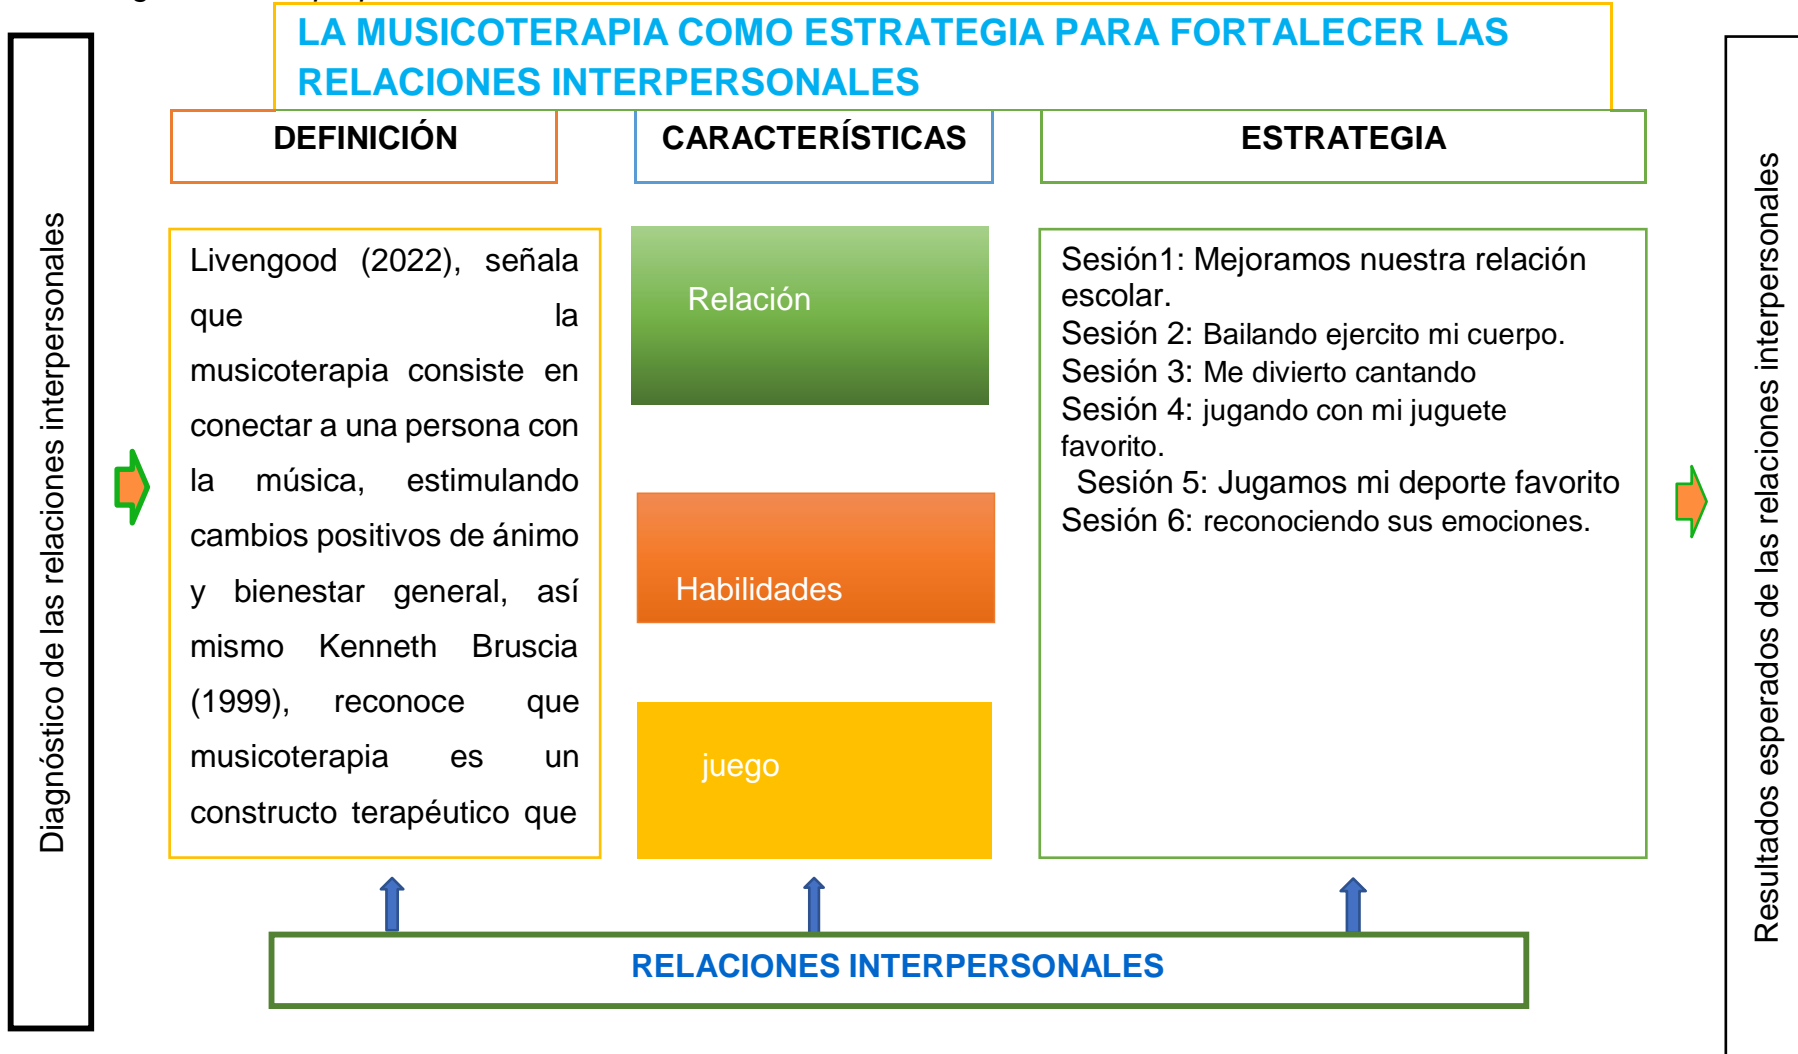 LA MUSICOTERAPIA COMO ESTRATEGIA PARA FORTALECER LAS
RELACIONES INTERPERSONALES
Diagnóstico de las relaciones interpersonales
DEFINICIÓN
Livengood (2022), señala
que la
musicoterapia consiste en
conectar a una persona con
la música, estimulando
cambios positivos de ánimo
y bienestar general, así
mismo Kenneth Bruscia
(1999), reconoce que
musicoterapia es un
constructo terapéutico que
CARACTERÍSTICAS
Relación
Habilidades
juego
ESTRATEGIA
Sesión1: Mejoramos nuestra relación
escolar.
Sesión 2: Bailando ejercito mi cuerpo.
Sesión 3: Me divierto cantando
Sesión 4: jugando con mi juguete
favorito.
Sesión 5: Jugamos mi deporte favorito
Sesión 6: reconociendo sus emociones.
RELACIONES INTERPERSONALES
Resultados esperados de las relaciones interpersonales